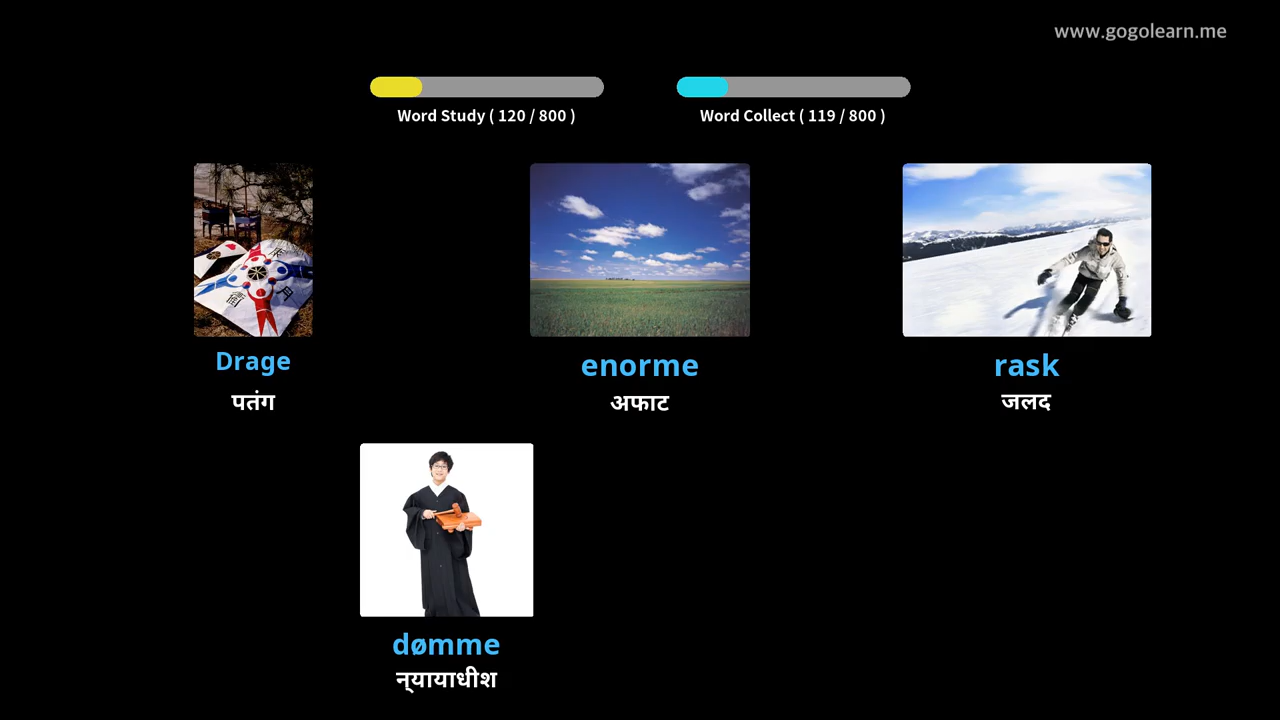 www.gogolearn.me
Word Study ( 120 / 800 )
Word Collect ( 119 / 800 )
Drage
पतंग
enorme
अफाट
rask
जलद
dømme
न्यायाधीश